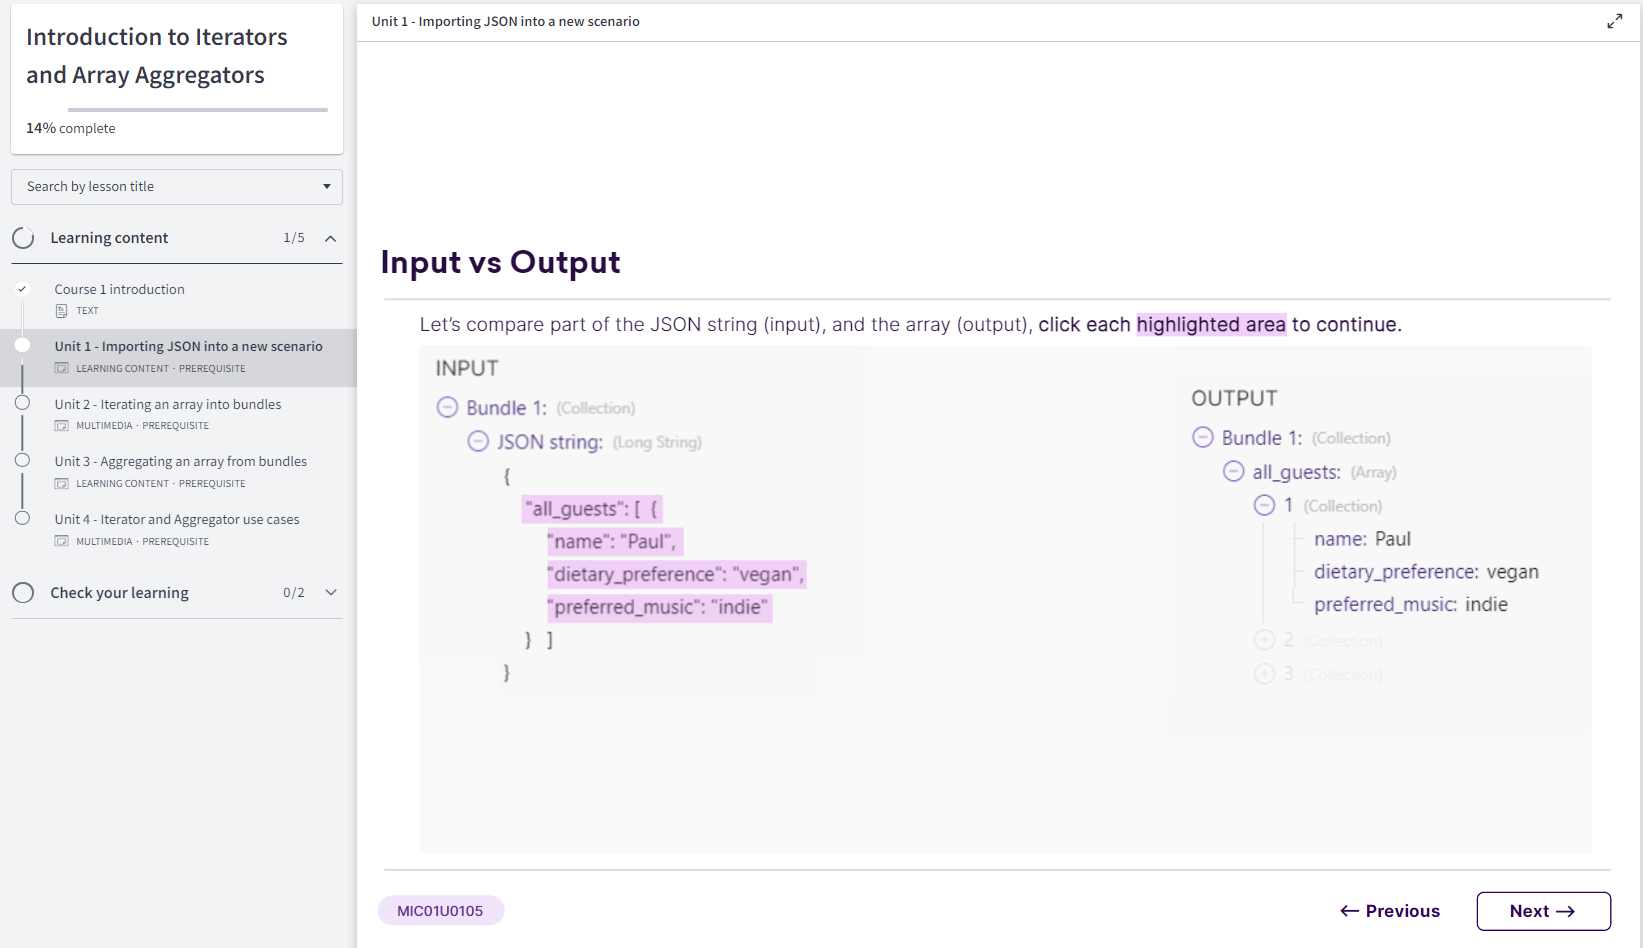 Introduction to Iterators
and Array Aggregators
14% complete
Search by lesson title
Learning content 1/5
Course 1 introduction
TEXT
Unit 1 - Importing JSON into a new scenario
LEARNING CONTENT · PREREQUISITE
Unit 2 - Iterating an array into bundles
MULTIMEDIA · PREREQUISITE
Unit 3 - Aggregating an array from bundles
LEARNING CONTENT · PREREQUISITE
Unit 4 - Iterator and Aggregator use cases
MULTIMEDIA · PREREQUISITE
Check your learning 0/2
Unit 1 - Importing JSON into a new scenario
Input vs Output
Let's compare part of the JSON string (input), and the array (output), click each highlighted area to continue.
INPUT
Bundle 1: (Collection)
JSON string: (Long String)
{
"all_guests": [ {
"name": "Paul",
"dietary_preference": "vegan",
"preferred_music": "indie"
} ]
}
OUTPUT
Bundle 1: (Collection)
all_guests: (Array)
1 (Collection)
name: Paul
dietary_preference: vegan
preferred_music: indie
2 (Collection)
3 (Collection)
MIC01U0105
← Previous
Next →